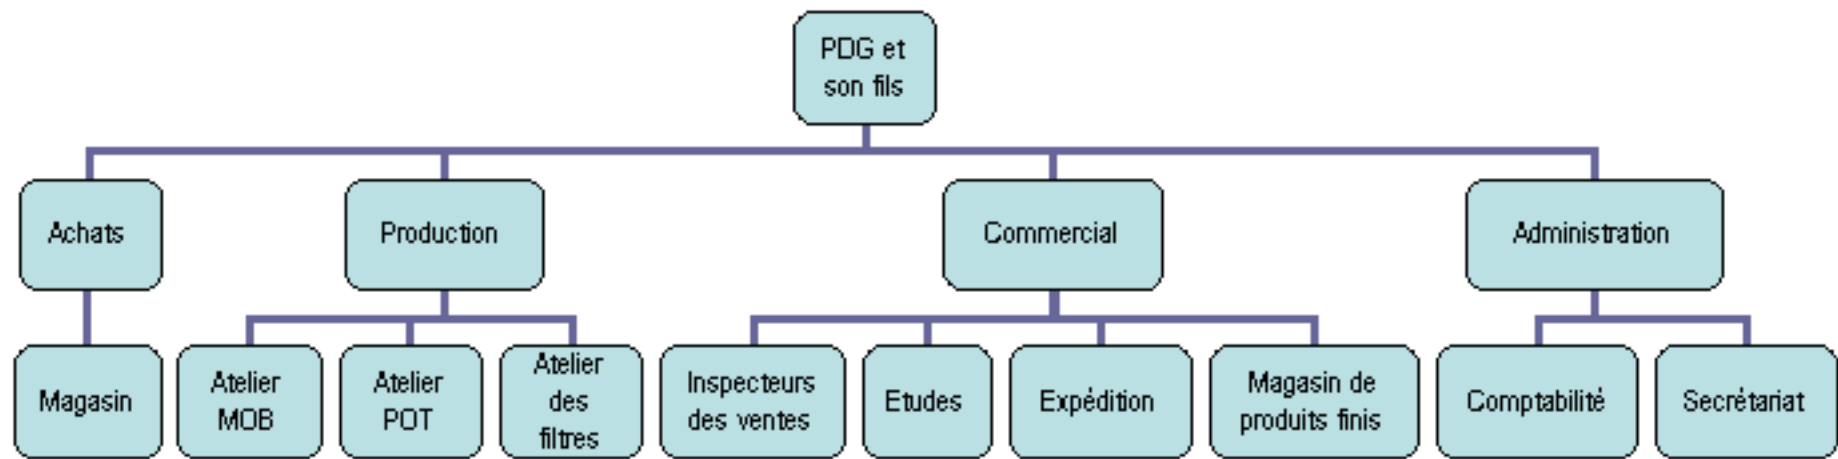 PDG et
son fils
Achats
Production
Commercial
Administration
Magasin
Atelier
MOB
Atelier
POT
Atelier
des
filtres
Inspecteurs
des ventes
Etudes
Expédition
Magasin de
produits finis
Comptabilité
Secrétariat